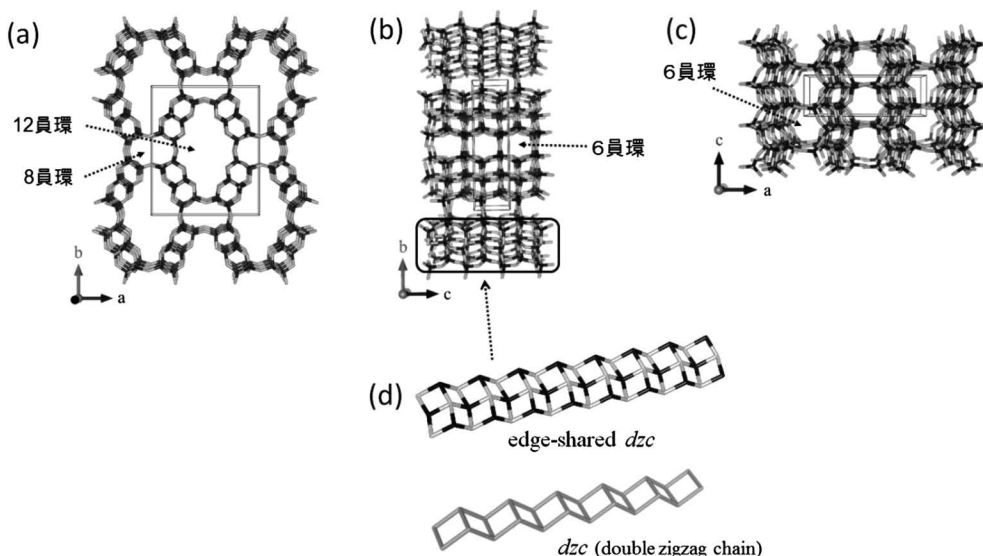 (a)
(b)
(c)
12員環
8員環
b
a
6員環
b
c
6員環
c
a
(d)
edge-shared dzc
dzc (double zigzag chain)